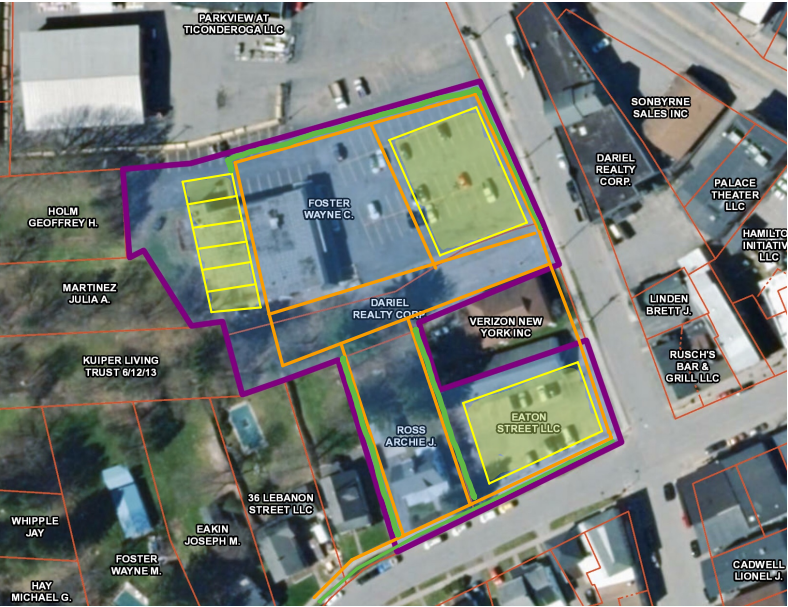 PARKVIEW AT
TICONDEROGA LLC
SONBYRNE
SALES INC
DARIEL
REALTY
CORP.
PALACE
THEATER
LLC
HOLM
GEOFFREY H.
FOSTER
WAYNE C.
HAMILTO
INITIATIV
LLC
MARTINEZ
JULIA A.
DARIEL
REALTY CORP
LINDEN
BRETT J.
VERIZON NEW
YORK INC
KUIPER LIVING
TRUST 6/12/13
RUSCH'S
BAR &
GRILL LLC
EATON
STREET LLC
ROSS
ARCHIE J.
36 LEBANON
STREET LLC
WHIPPLE
JAY
EAKIN
JOSEPH M.
FOSTER
WAYNE M.
CADWELL
LIONEL J.
HAY
MICHAEL G.